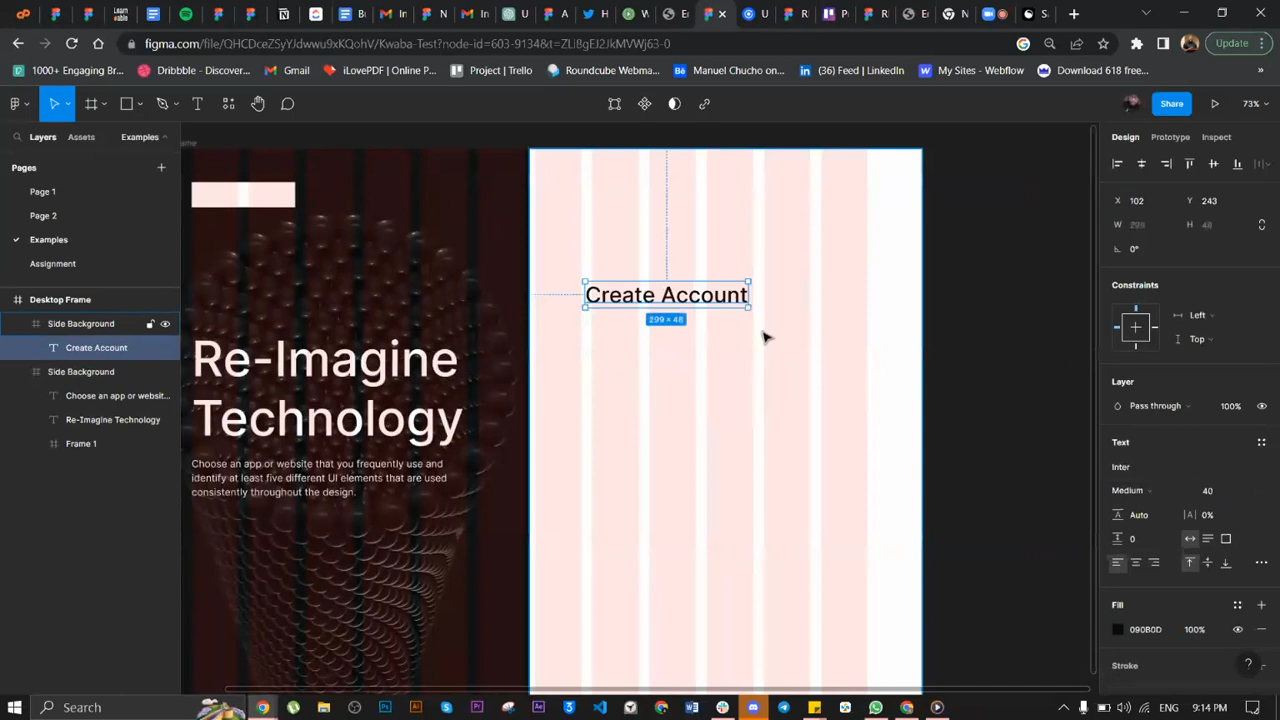 figma.com/file/QHCDceZSyYJdwwu9xKQohV/Kwaba-Test?node-id=603-9134&t=ZLl8gEJ2JkMVWj63-0
Update
1000+ Engaging Br...
Dribbble - Discover...
Gmail
iLovePDF | Online P...
Project | Trello
Roundcube Webma...
Manuel Chucho on...
(36) Feed | LinkedIn
My Sites - Webflow
Download 618 free...
Share
73%
Layers
Assets
Examples
Design
Prototype
Inspect
Pages
Page 1
Page 2
Examples
Assignment
Desktop Frame
Side Background
Create Account
Side Background
Choose an app or websit...
Re-Imagine Technology
Frame 1
Re-Imagine
Technology
Choose an app or website that you frequently use and
identify at least five different UI elements that are used
consistently throughout the design.
Create Account
299 × 48
X 102
Y 243
W 299
H 48
0°
Constraints
Left
Top
Layer
Pass through
100%
Text
Inter
Medium
40
Auto
0%
0
Fill
090B0D
100%
Stroke
Search
9:14 PM